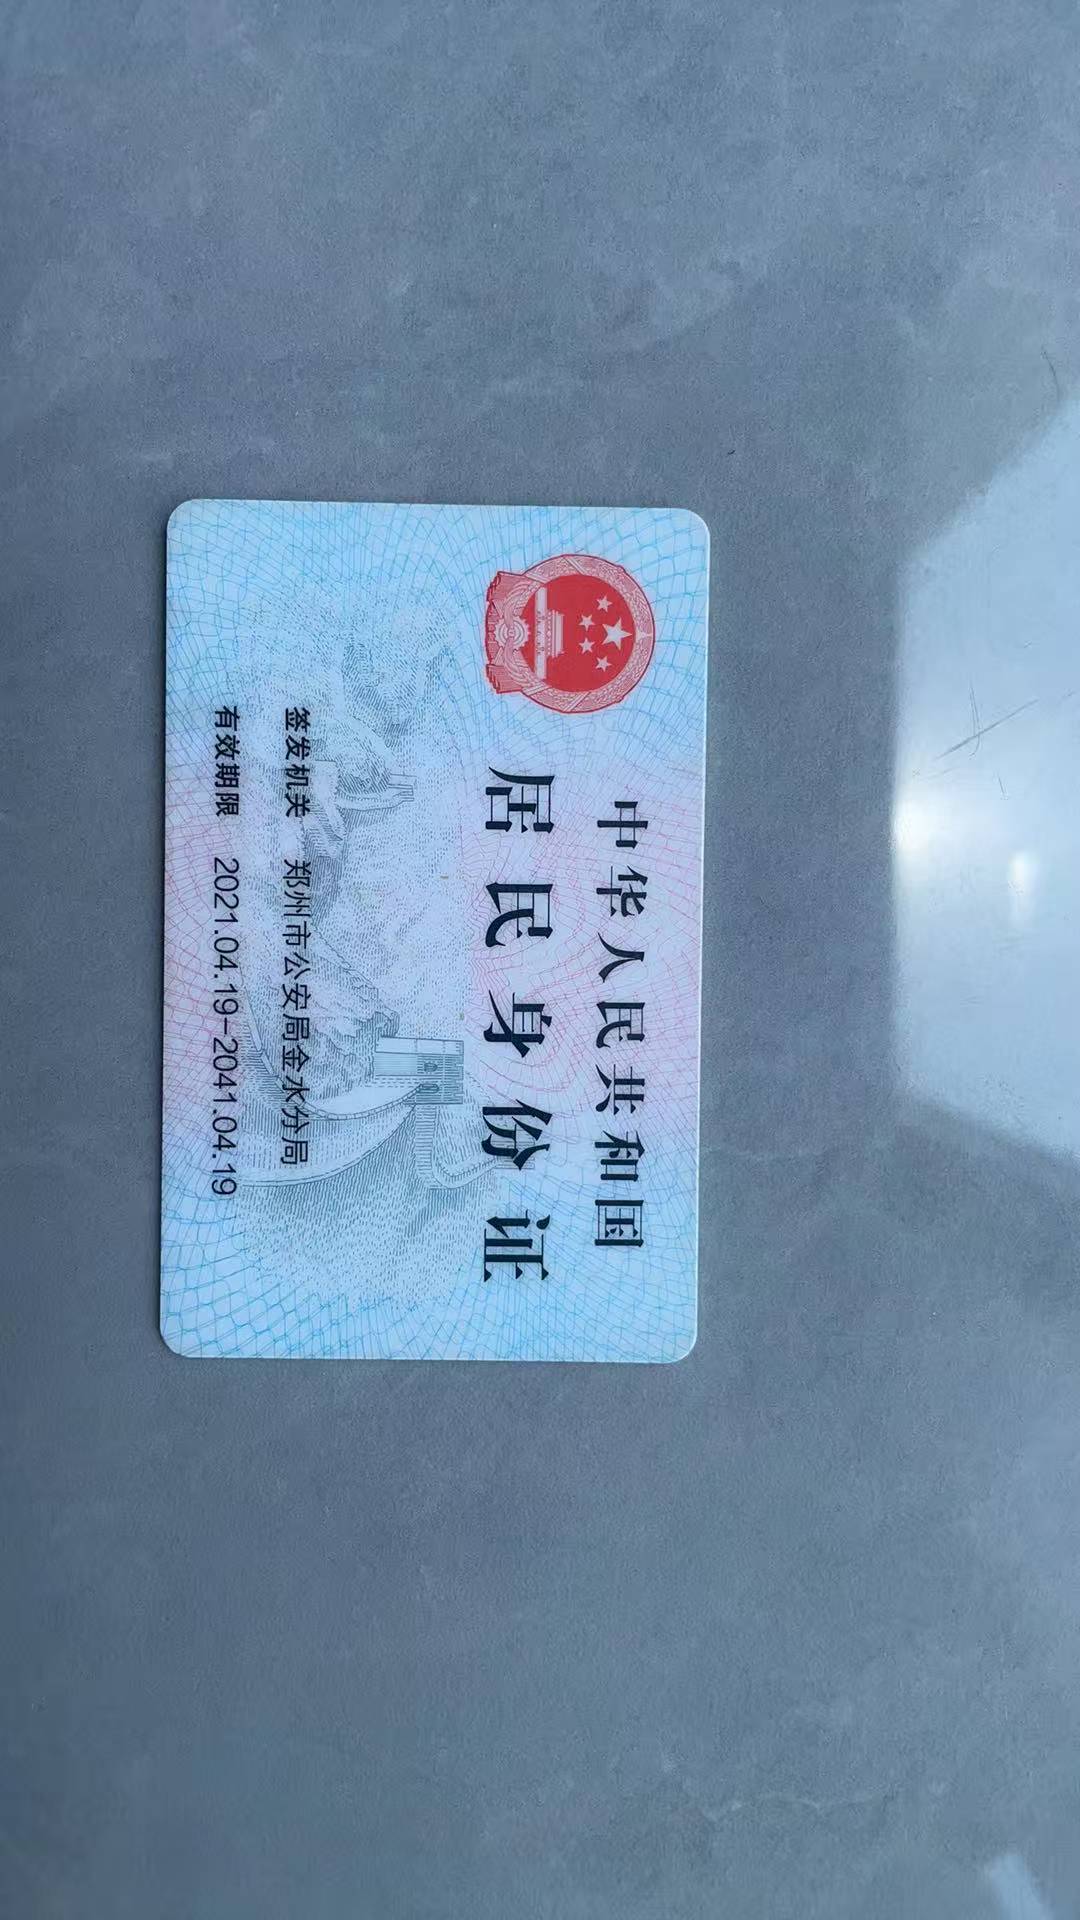 中华人民共和国
居民身份证
签发机关 郑州市公安局金水分局
有效期限 2021.04.19-2041.04.19